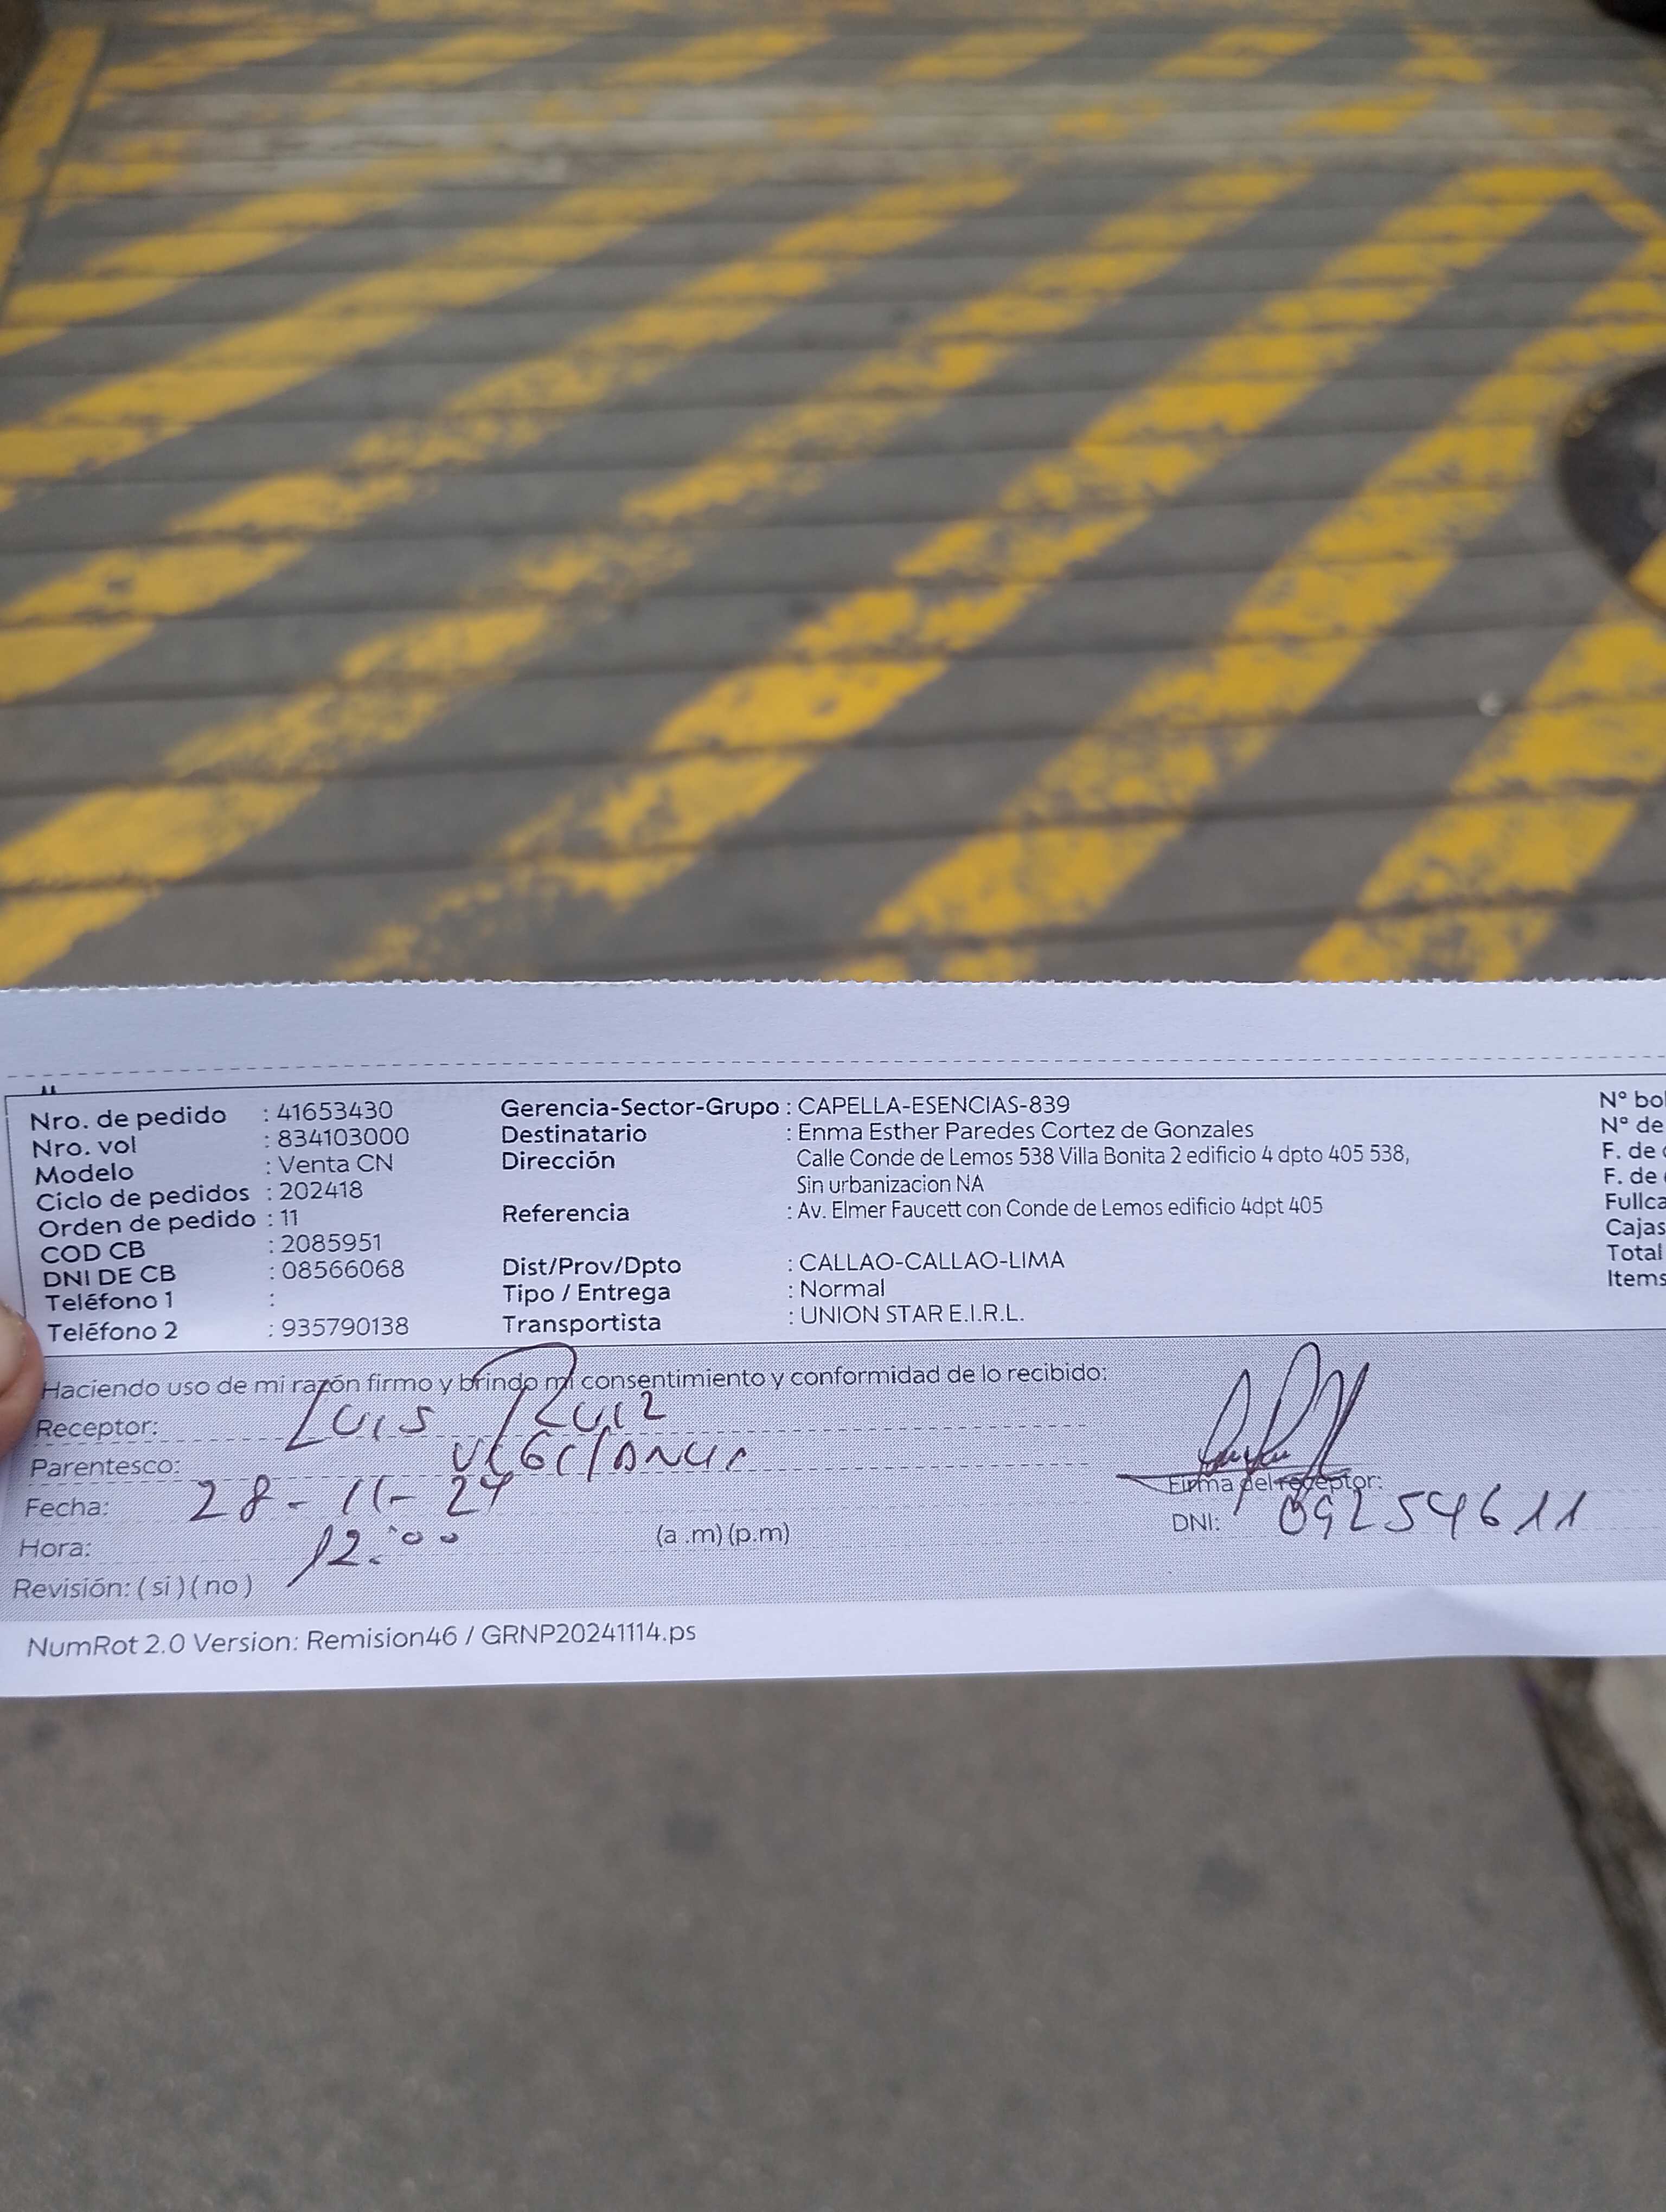 Nro. de pedido : 41653430
Nro. vol : 834103000
Modelo : Venta CN
Ciclo de pedidos : 202418
Orden de pedido : 11
COD CB : 2085951
DNI DE CB : 08566068
Teléfono 1 :
Teléfono 2 : 935790138
Gerencia-Sector-Grupo : CAPELLA-ESENCIAS-839
Destinatario : Enma Esther Paredes Cortez de Gonzales
Dirección Calle Conde de Lemos 538 Villa Bonita 2 edificio 4 dpto 405 538,
Sin urbanizacion NA
Referencia : Av. Elmer Faucett con Conde de Lemos edificio 4dpt 405
Dist/Prov/Dpto : CALLAO-CALLAO-LIMA
Tipo / Entrega : Normal
Transportista : UNION STAR E.I.R.L.
N° bol
N° de
F. de
F. de
Fullca
Cajas
Total
Items
Haciendo uso de mi razón firmo y brindo mi consentimiento y conformidad de lo recibido:
Receptor: Luis Ruiz
Parentesco: VIGILANCIA
Fecha: 28-11-24
Hora: 12:00 (a .m) (p.m)
Revisión: ( si ) ( no )
Firma del receptor:
DNI: 09254611
NumRot 2.0 Version: Remision46 / GRNP20241114.ps